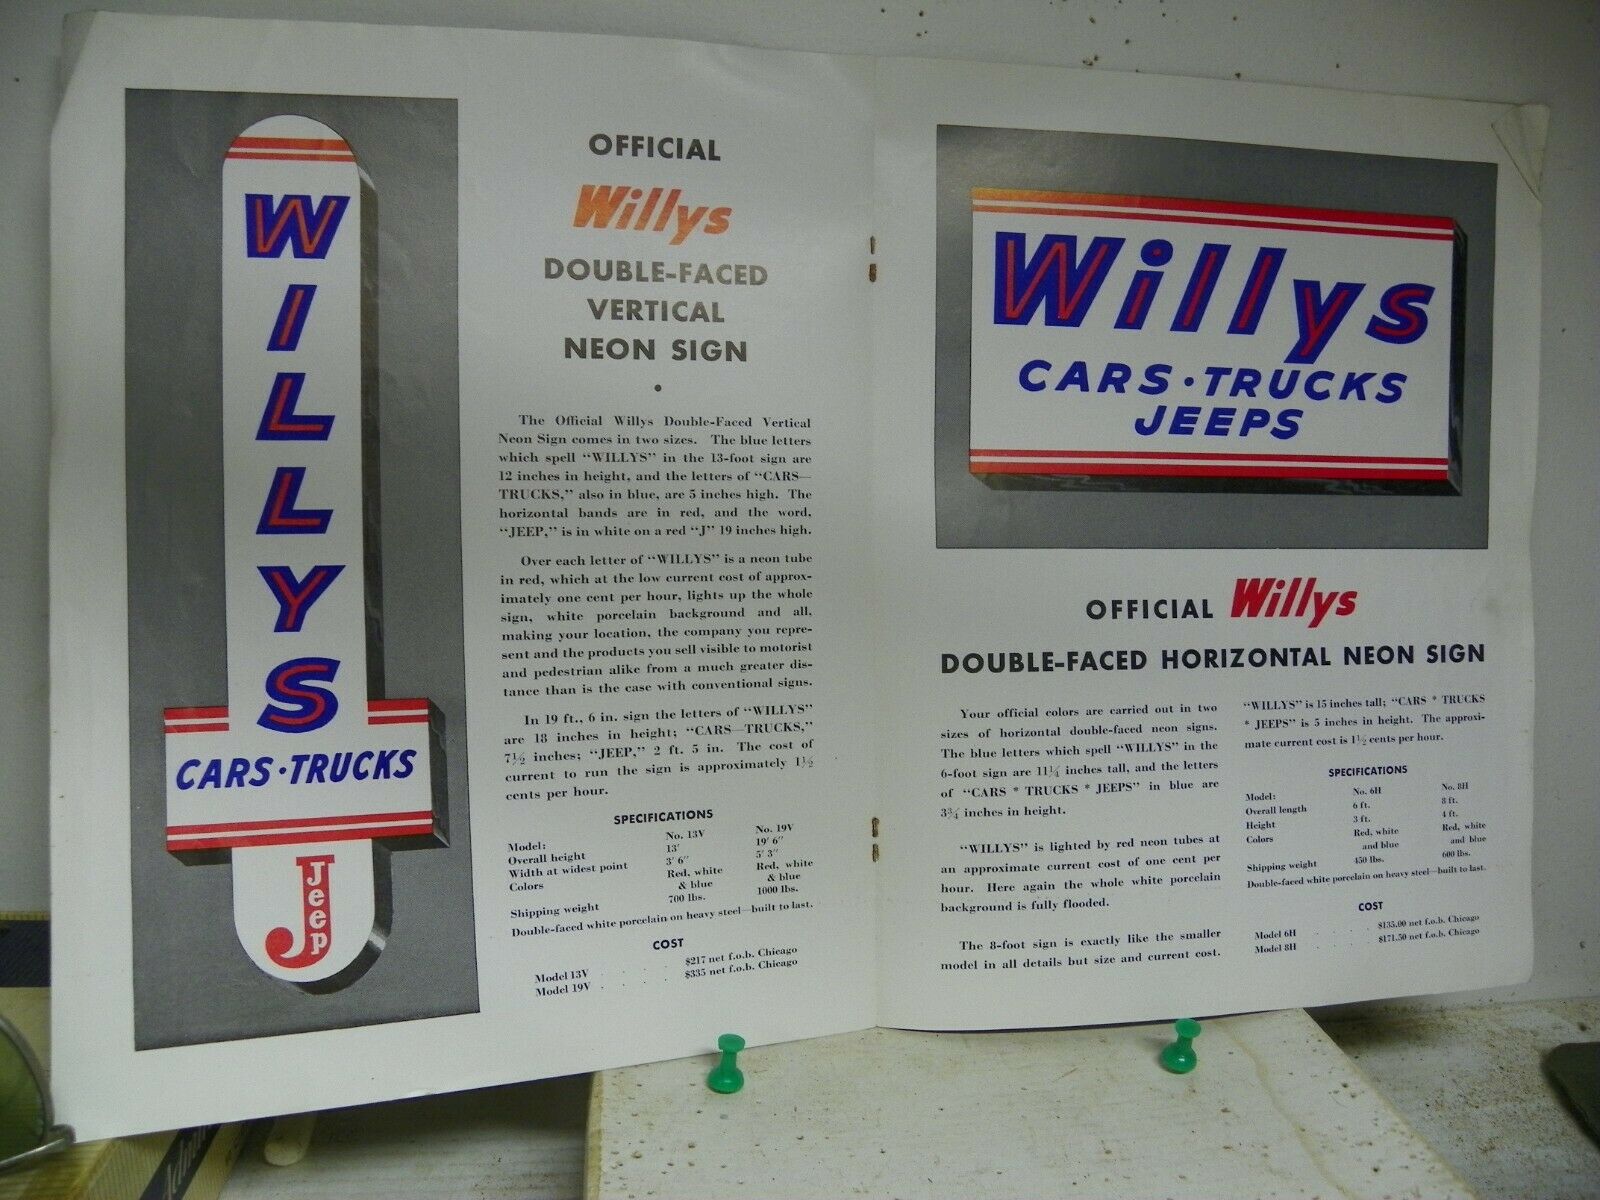 W
I
L
L
Y
S
CARS·TRUCKS
Jeep
OFFICIAL
Willys
DOUBLE-FACED
VERTICAL
NEON SIGN
•
The Official Willys Double-Faced Vertical
Neon Sign comes in two sizes. The blue letters
which spell "WILLYS" in the 13-foot sign are
12 inches in height, and the letters of "CARS—
TRUCKS," also in blue, are 5 inches high. The
horizontal bands are in red, and the word,
"JEEP," is in white on a red "J" 19 inches high.
Over each letter of "WILLYS" is a neon tube
in red, which at the low current cost of approx-
imately one cent per hour, lights up the whole
sign, white porcelain background and all,
making your location, the company you repre-
sent and the products you sell visible to motorist
and pedestrian alike from a much greater dis-
tance than is the case with conventional signs.
In 19 ft., 6 in. sign the letters of "WILLYS"
are 18 inches in height; "CARS—TRUCKS,"
7½ inches; "JEEP," 2 ft. 5 in. The cost of
current to run the sign is approximately 1½
cents per hour.
SPECIFICATIONS
Model: No. 13V No. 19V
Overall height 13' 19' 6"
Width at widest point 3' 6" 5' 3"
Colors Red, white Red, white
& blue & blue
Shipping weight 700 lbs. 1000 lbs.
Double-faced white porcelain on heavy steel—built to last.
COST
Model 13V . . . . $217 net f.o.b. Chicago
Model 19V . . . . $335 net f.o.b. Chicago
Willys
CARS·TRUCKS
JEEPS
OFFICIAL Willys
DOUBLE-FACED HORIZONTAL NEON SIGN
Your official colors are carried out in two
sizes of horizontal double-faced neon signs.
The blue letters which spell "WILLYS" in the
6-foot sign are 11¼ inches tall, and the letters
of "CARS * TRUCKS * JEEPS" in blue are
3¾ inches in height.
"WILLYS" is lighted by red neon tubes at
an approximate current cost of one cent per
hour. Here again the whole white porcelain
background is fully flooded.
The 8-foot sign is exactly like the smaller
model in all details but size and current cost.
"WILLYS" is 15 inches tall; "CARS * TRUCKS
* JEEPS" is 5 inches in height. The approxi-
mate current cost is 1½ cents per hour.
SPECIFICATIONS
Model: No. 6H No. 8H
Overall length 6 ft. 8 ft.
Height 3 ft. 4 ft.
Colors Red, white Red, white
and blue and blue
Shipping weight 450 lbs. 600 lbs.
Double-faced white porcelain on heavy steel—built to last.
COST
Model 6H . . . . $135.00 net f.o.b. Chicago
Model 8H . . . . $171.50 net f.o.b. Chicago